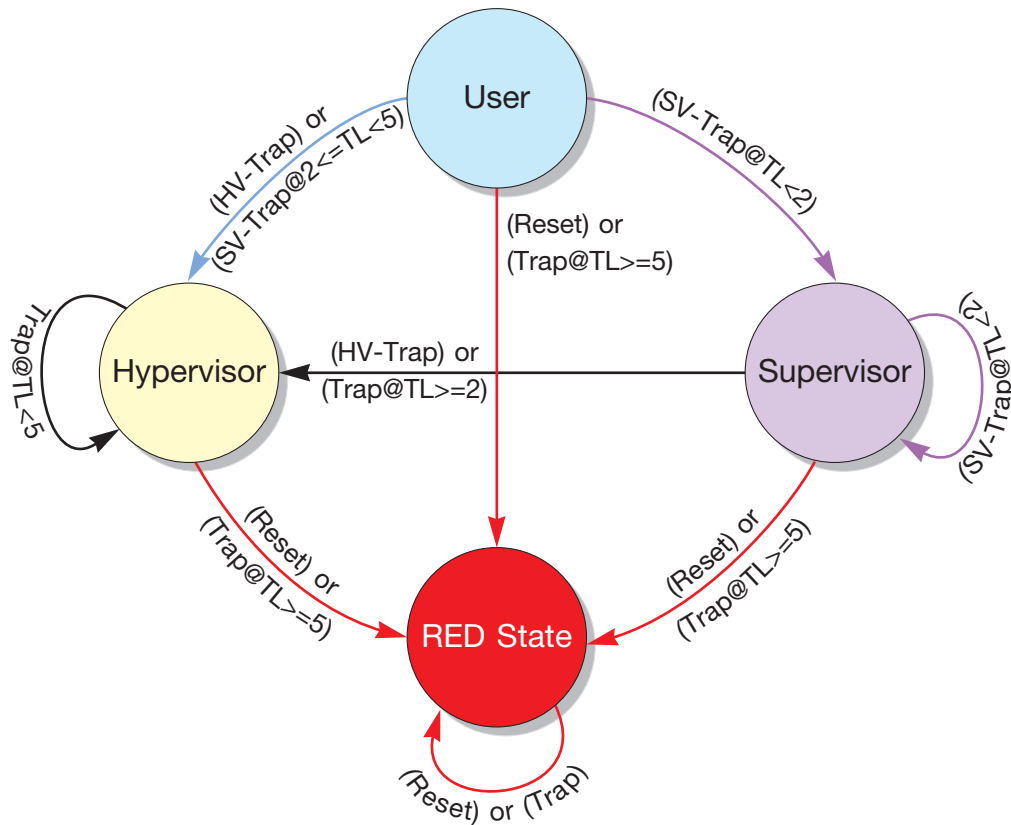 User
(HV-Trap) or
(SV-Trap@2<=TL<5)
(SV-Trap@TL<2)
(Reset) or
(Trap@TL>=5)
Trap@TL<5
Hypervisor
(HV-Trap) or
(Trap@TL>=2)
Supervisor
(SV-Trap@TL<2)
(Reset) or
(Trap@TL>=5)
(Reset) or
(Trap@TL>=5)
RED State
(Reset) or (Trap)